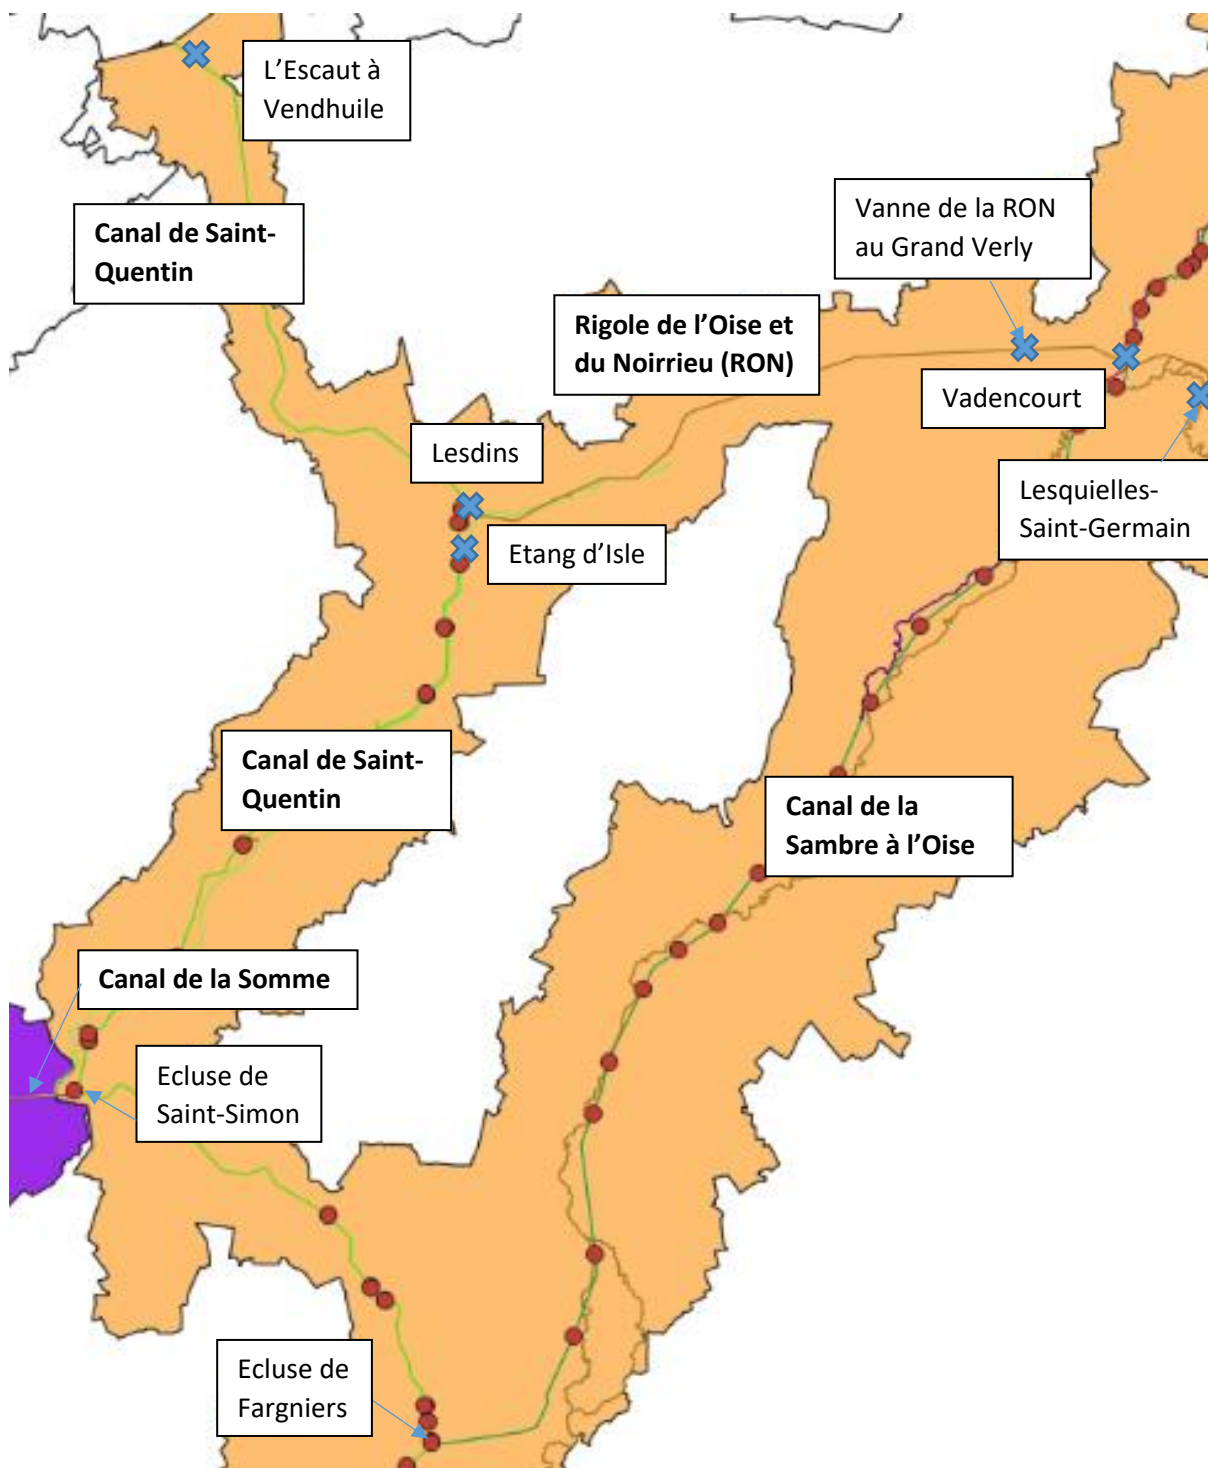 L’Escaut à
Vendhuile
Canal de Saint-
Quentin
Vanne de la RON
au Grand Verly
Rigole de l’Oise et
du Noirrieu (RON)
Vadencourt
Lesdins
Lesquielles-
Saint-Germain
Etang d’Isle
Canal de Saint-
Quentin
Canal de la
Sambre à l’Oise
Canal de la Somme
Ecluse de
Saint-Simon
Ecluse de
Fargniers